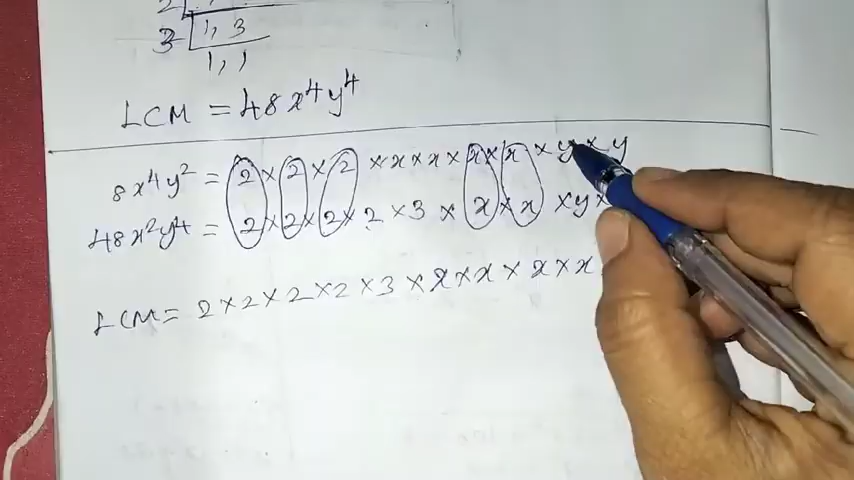 2
3 1, 3
1, 1
LCM = 48x⁴y⁴
8x⁴y² = 2 × 2 × 2 × x × x × x × x × y × y
48x²y⁴ = 2 × 2 × 2 × 2 × 3 × x × x × y ×
LCM = 2 × 2 × 2 × 2 × 3 × x × x × x × x